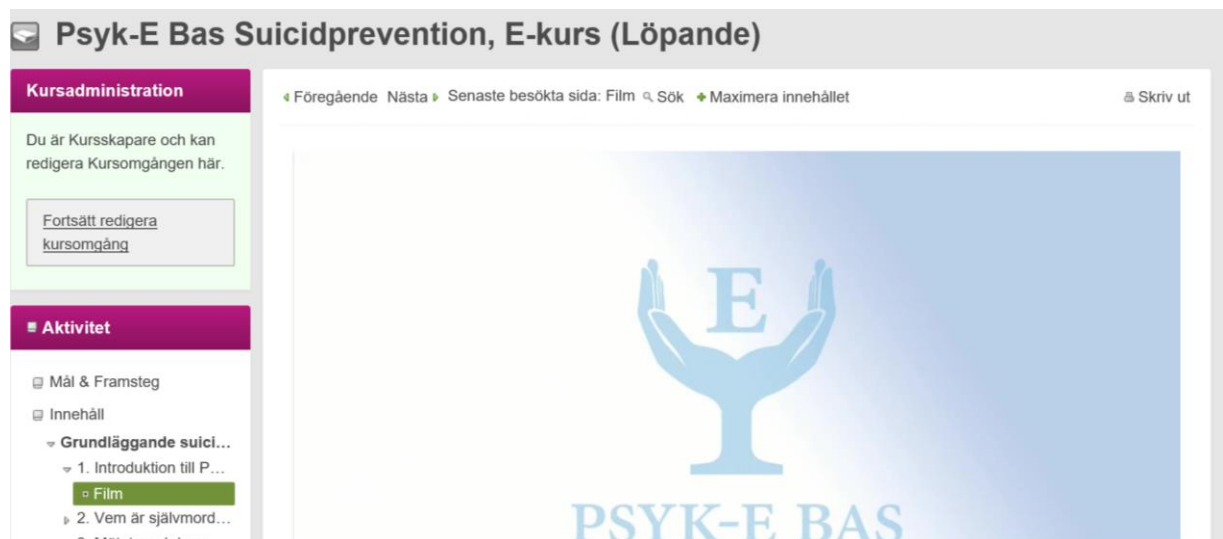 Psyk-E Bas Suicidprevention, E-kurs (Löpande)
Kursadministration
Du är Kursskapare och kan
redigera Kursomgången här.
Fortsätt redigera
kursomgång
Aktivitet
Mål & Framsteg
Innehåll
Grundläggande suici...
1. Introduktion till P...
Film
2. Vem är självmord...
Föregående Nästa Senaste besökta sida: Film Sök Maximera innehållet Skriv ut
E
PSYK-E BAS